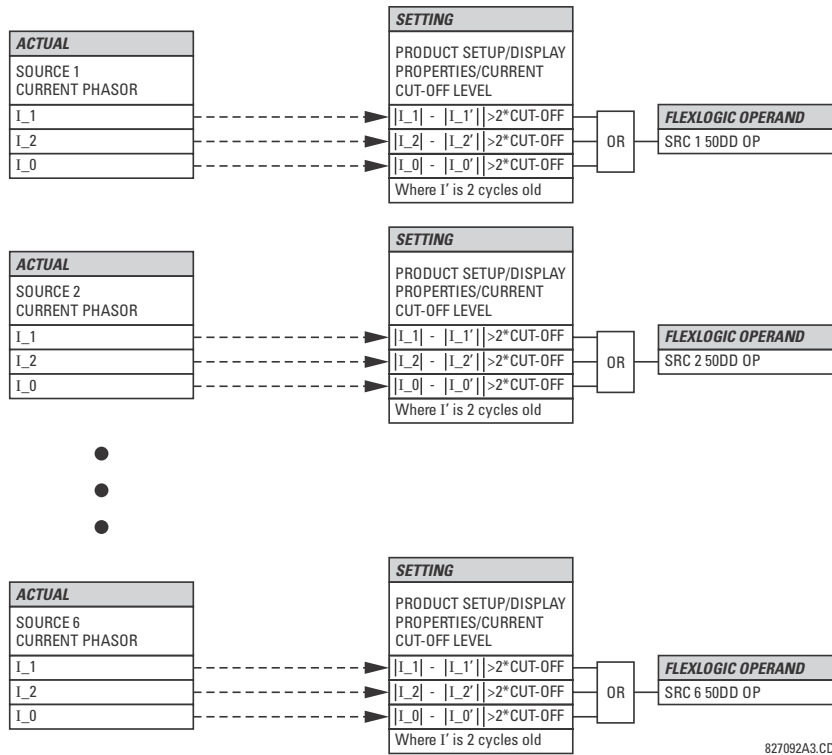 ACTUAL
SOURCE 1
CURRENT PHASOR
I_1
I_2
I_0
SETTING
PRODUCT SETUP/DISPLAY
PROPERTIES/CURRENT
CUT-OFF LEVEL
|I_1| - |I_1'||>2*CUT-OFF
|I_2| - |I_2'||>2*CUT-OFF
|I_0| - |I_0'||>2*CUT-OFF
Where I' is 2 cycles old
OR
FLEXLOGIC OPERAND
SRC 1 50DD OP
ACTUAL
SOURCE 2
CURRENT PHASOR
I_1
I_2
I_0
SETTING
PRODUCT SETUP/DISPLAY
PROPERTIES/CURRENT
CUT-OFF LEVEL
|I_1| - |I_1'||>2*CUT-OFF
|I_2| - |I_2'||>2*CUT-OFF
|I_0| - |I_0'||>2*CUT-OFF
Where I' is 2 cycles old
OR
FLEXLOGIC OPERAND
SRC 2 50DD OP
ACTUAL
SOURCE 6
CURRENT PHASOR
I_1
I_2
I_0
SETTING
PRODUCT SETUP/DISPLAY
PROPERTIES/CURRENT
CUT-OFF LEVEL
|I_1| - |I_1'||>2*CUT-OFF
|I_2| - |I_2'||>2*CUT-OFF
|I_0| - |I_0'||>2*CUT-OFF
Where I' is 2 cycles old
OR
FLEXLOGIC OPERAND
SRC 6 50DD OP